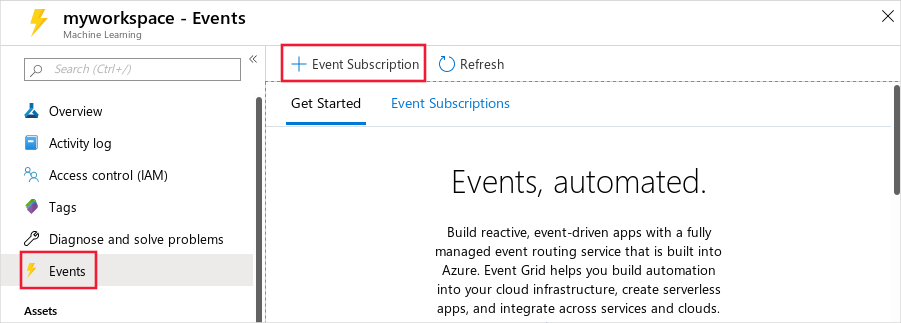 myworkspace - Events
Machine Learning
Search (Ctrl+/)
«
Overview
Activity log
Access control (IAM)
Tags
Diagnose and solve problems
Events
Assets
+ Event Subscription
Refresh
Get Started
Event Subscriptions
Events, automated.
Build reactive, event-driven apps with a fully
managed event routing service that is built into
Azure. Event Grid helps you build automation
into your cloud infrastructure, create serverless
apps, and integrate across services and clouds.